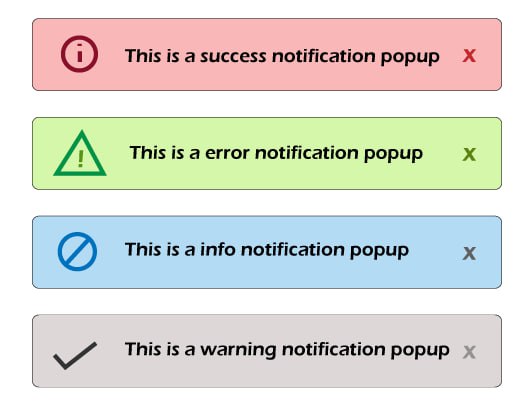 This is a success notification popup X
This is a error notification popup X
This is a info notification popup X
This is a warning notification popup X